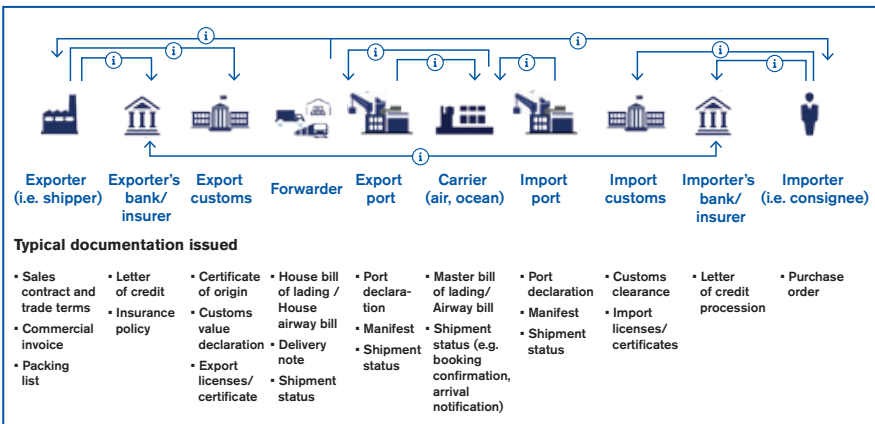 i
i
i
i
i
i
i
i
i
i
Exporter
(i.e. shipper)
Exporter's
bank/
insurer
Export
customs
Forwarder
Export
port
Carrier
(air, ocean)
Import
port
Import
customs
Importer's
bank/
insurer
Importer
(i.e. consignee)
Typical documentation issued
▪ Sales
contract and
trade terms
▪ Commercial
invoice
▪ Packing
list
▪ Letter
of credit
▪ Insurance
policy
▪ Certificate
of origin
▪ Customs
value
declaration
▪ Export
licenses/
certificate
▪ House bill
of lading /
House
airway bill
▪ Delivery
note
▪ Shipment
status
▪ Port
declara-
tion
▪ Manifest
▪ Shipment
status
▪ Master bill
of lading/
Airway bill
▪ Shipment
status (e.g.
booking
confirmation,
arrival
notification)
▪ Port
declaration
▪ Manifest
▪ Shipment
status
▪ Customs
clearance
▪ Import
licenses/
certificates
▪ Letter
of credit
procession
▪ Purchase
order